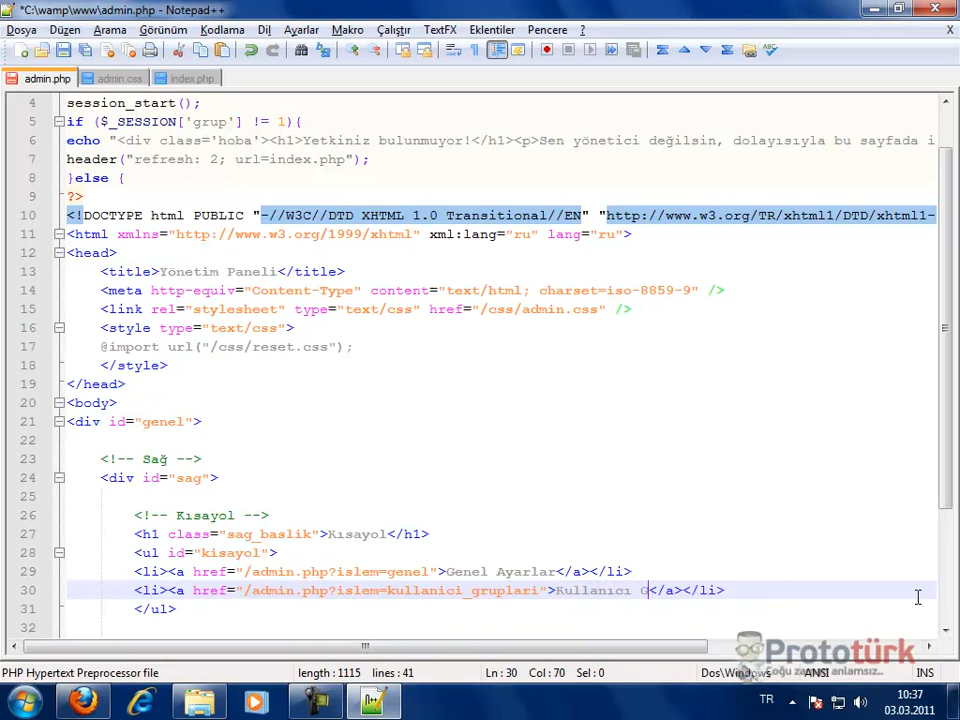 *C:\wamp\www\admin.php - Notepad++
Dosya Düzen Arama Görünüm Kodlama Dil Ayarlar Makro Çalıştır TextFX Eklentiler Pencere ? X
admin.php admin.css index.php
4 session_start();
5 if ($_SESSION['grup'] != 1){
6 echo "<div class='hoba'><h1>Yetkiniz bulunmuyor!</h1><p>Sen yönetici değilsin, dolayısıyla bu sayfada i
7 header("refresh: 2; url=index.php");
8 }else {
9 ?>
10 <!DOCTYPE html PUBLIC "-//W3C//DTD XHTML 1.0 Transitional//EN" "http://www.w3.org/TR/xhtml1/DTD/xhtml1-
11 <html xmlns="http://www.w3.org/1999/xhtml" xml:lang="ru" lang="ru">
12 <head>
13 <title>Yönetim Paneli</title>
14 <meta http-equiv="Content-Type" content="text/html; charset=iso-8859-9" />
15 <link rel="stylesheet" type="text/css" href="/css/admin.css" />
16 <style type="text/css">
17 @import url("/css/reset.css");
18 </style>
19 </head>
20 <body>
21 <div id="genel">
22
23 <!-- Sağ -->
24 <div id="sag">
25
26 <!-- Kısayol -->
27 <h1 class="sag_baslik">Kısayol</h1>
28 <ul id="kisayol">
29 <li><a href="/admin.php?islem=genel">Genel Ayarlar</a></li>
30 <li><a href="/admin.php?islem=kullanici_gruplari">Kullanıcı G</a></li>
31 </ul>
32
Prototürk
PHP Hypertext Preprocessor file length : 1115 lines : 41 Ln : 30 Col : 70 Sel : 0 Dos\Windows ANSI INS
TR 10:37
03.03.2011